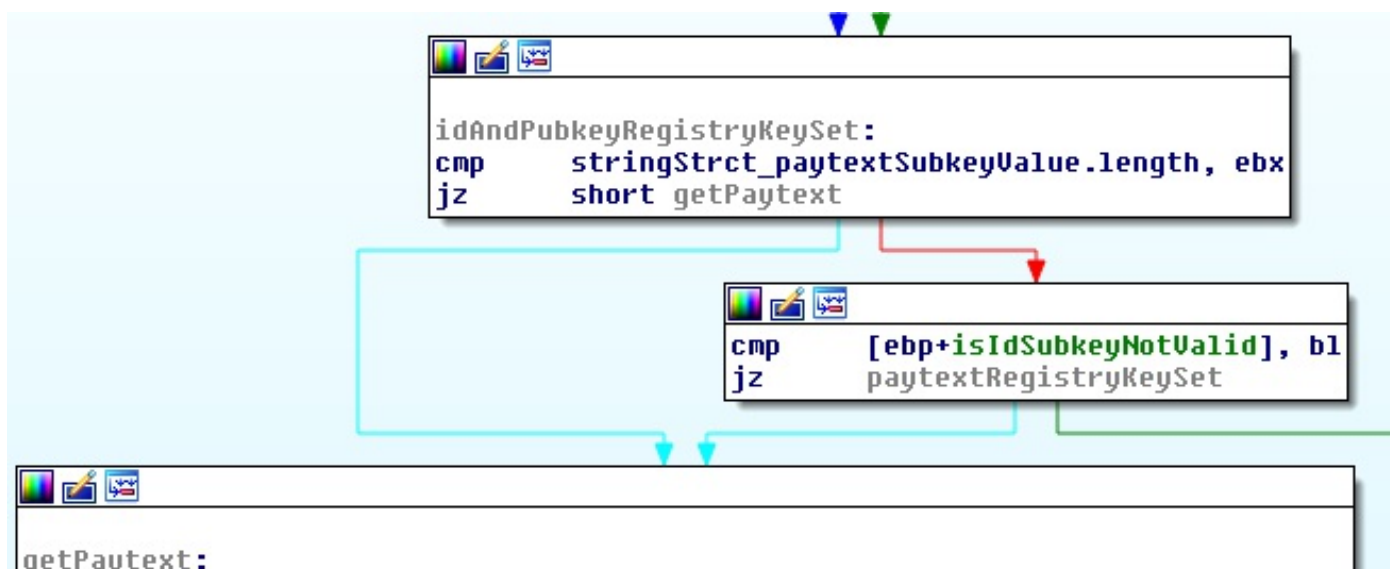 idAndPubkeyRegistryKeySet:
cmp stringStrct_paytextSubkeyValue.length, ebx
jz short getPaytext
cmp [ebp+isIdSubkeyNotValid], bl
jz paytextRegistryKeySet
getPaytext: